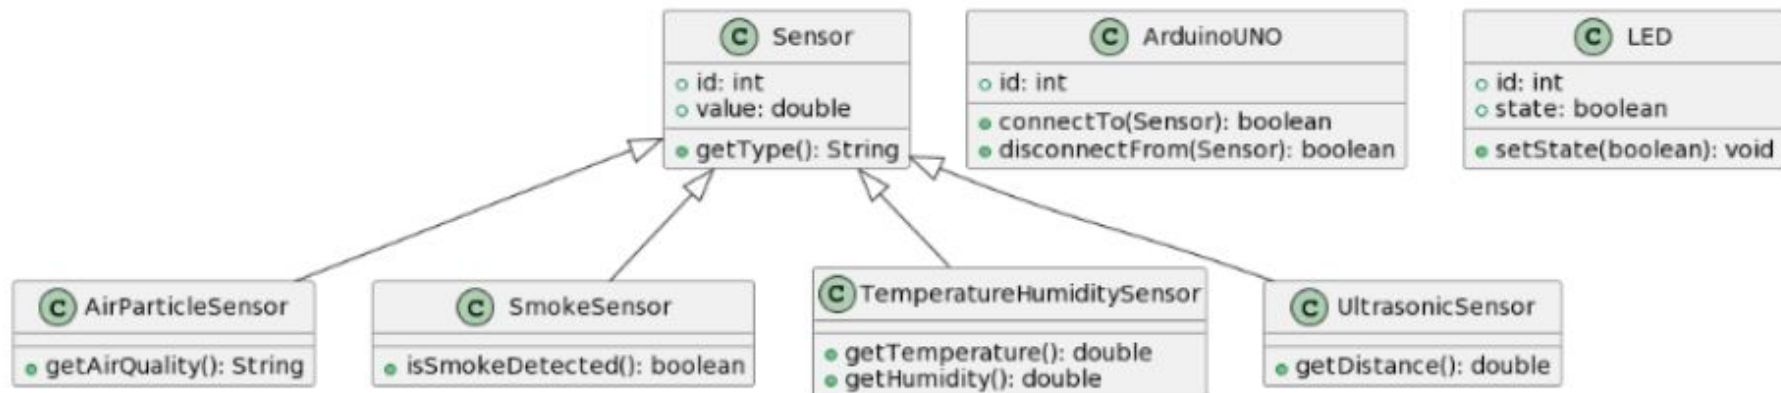 C Sensor
id: int
value: double
getType(): String
C ArduinoUNO
id: int
connectTo(Sensor): boolean
disconnectFrom(Sensor): boolean
C LED
id: int
state: boolean
setState(boolean): void
C AirParticleSensor
getAirQuality(): String
C SmokeSensor
isSmokeDetected(): boolean
C TemperatureHumiditySensor
getTemperature(): double
getHumidity(): double
C UltrasonicSensor
getDistance(): double